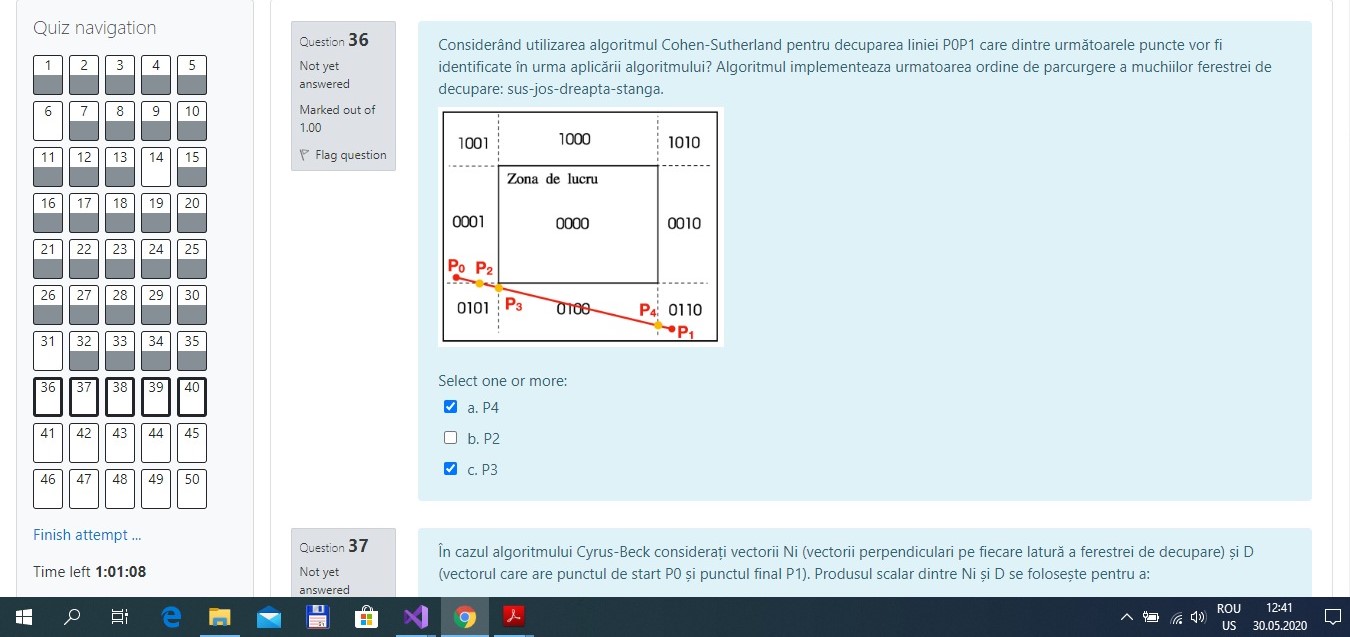 Quiz navigation
1 2 3 4 5
6 7 8 9 10
11 12 13 14 15
16 17 18 19 20
21 22 23 24 25
26 27 28 29 30
31 32 33 34 35
36 37 38 39 40
41 42 43 44 45
46 47 48 49 50
Finish attempt ...
Time left 1:01:08
Question 36
Not yet
answered
Marked out of
1.00
Flag question
Considerând utilizarea algoritmul Cohen-Sutherland pentru decuparea liniei P0P1 care dintre următoarele puncte vor fi
identificate în urma aplicării algoritmului? Algoritmul implementeaza urmatoarea ordine de parcurgere a muchiilor ferestrei de
decupare: sus-jos-dreapta-stanga.
1001 1000 1010
Zona de lucru
0001 0000 0010
P0 P2
0101 P3 0100 P4 0110
P1
Select one or more:
a. P4
b. P2
c. P3
Question 37
Not yet
answered
În cazul algoritmului Cyrus-Beck considerați vectorii Ni (vectorii perpendiculari pe fiecare latură a ferestrei de decupare) și D
(vectorul care are punctul de start P0 și punctul final P1). Produsul scalar dintre Ni și D se folosește pentru a:
ROU
US
12:41
30.05.2020